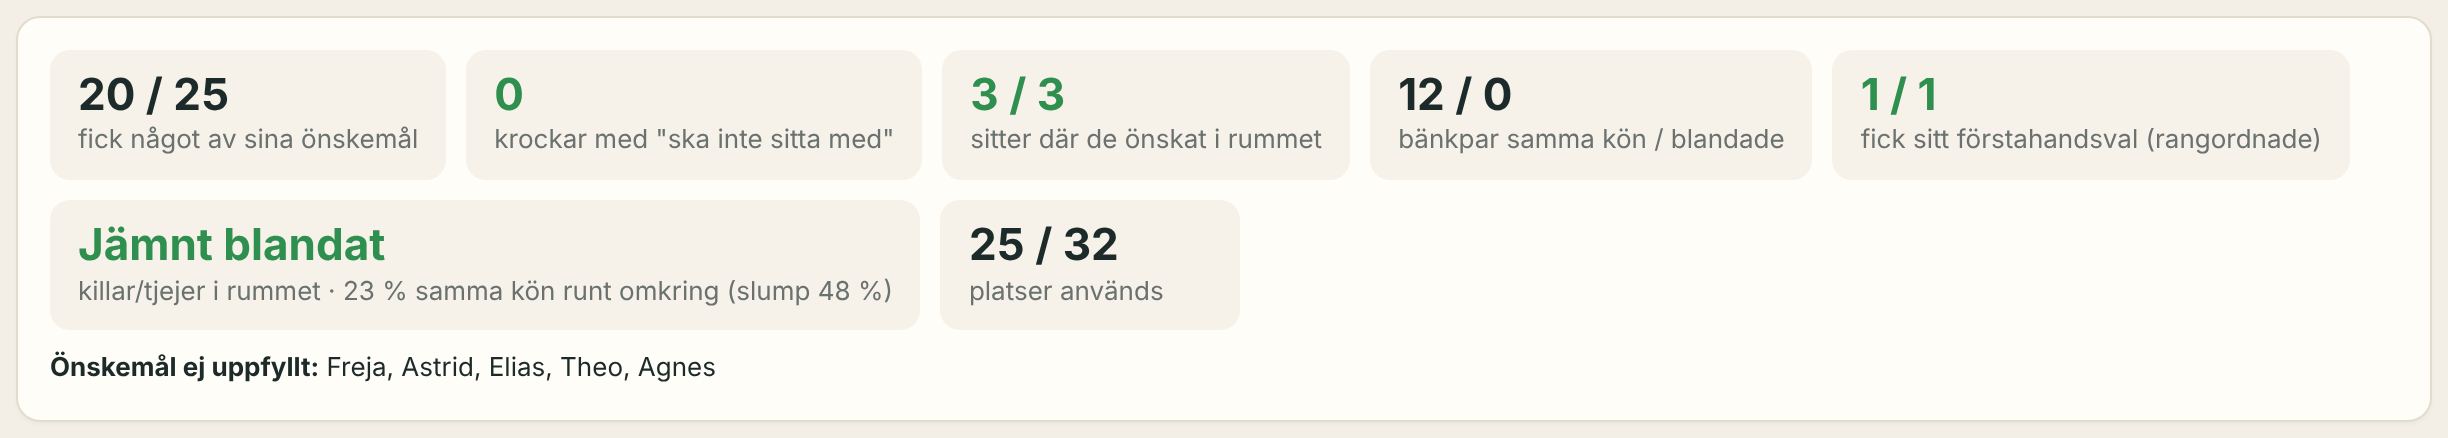 20 / 25
fick något av sina önskemål
0
krockar med "ska inte sitta med"
3 / 3
sitter där de önskat i rummet
12 / 0
bänkpar samma kön / blandade
1 / 1
fick sitt förstahandsval (rangordnade)
Jämnt blandat
killar/tjejer i rummet · 23 % samma kön runt omkring (slump 48 %)
25 / 32
platser används
Önskemål ej uppfyllt: Freja, Astrid, Elias, Theo, Agnes